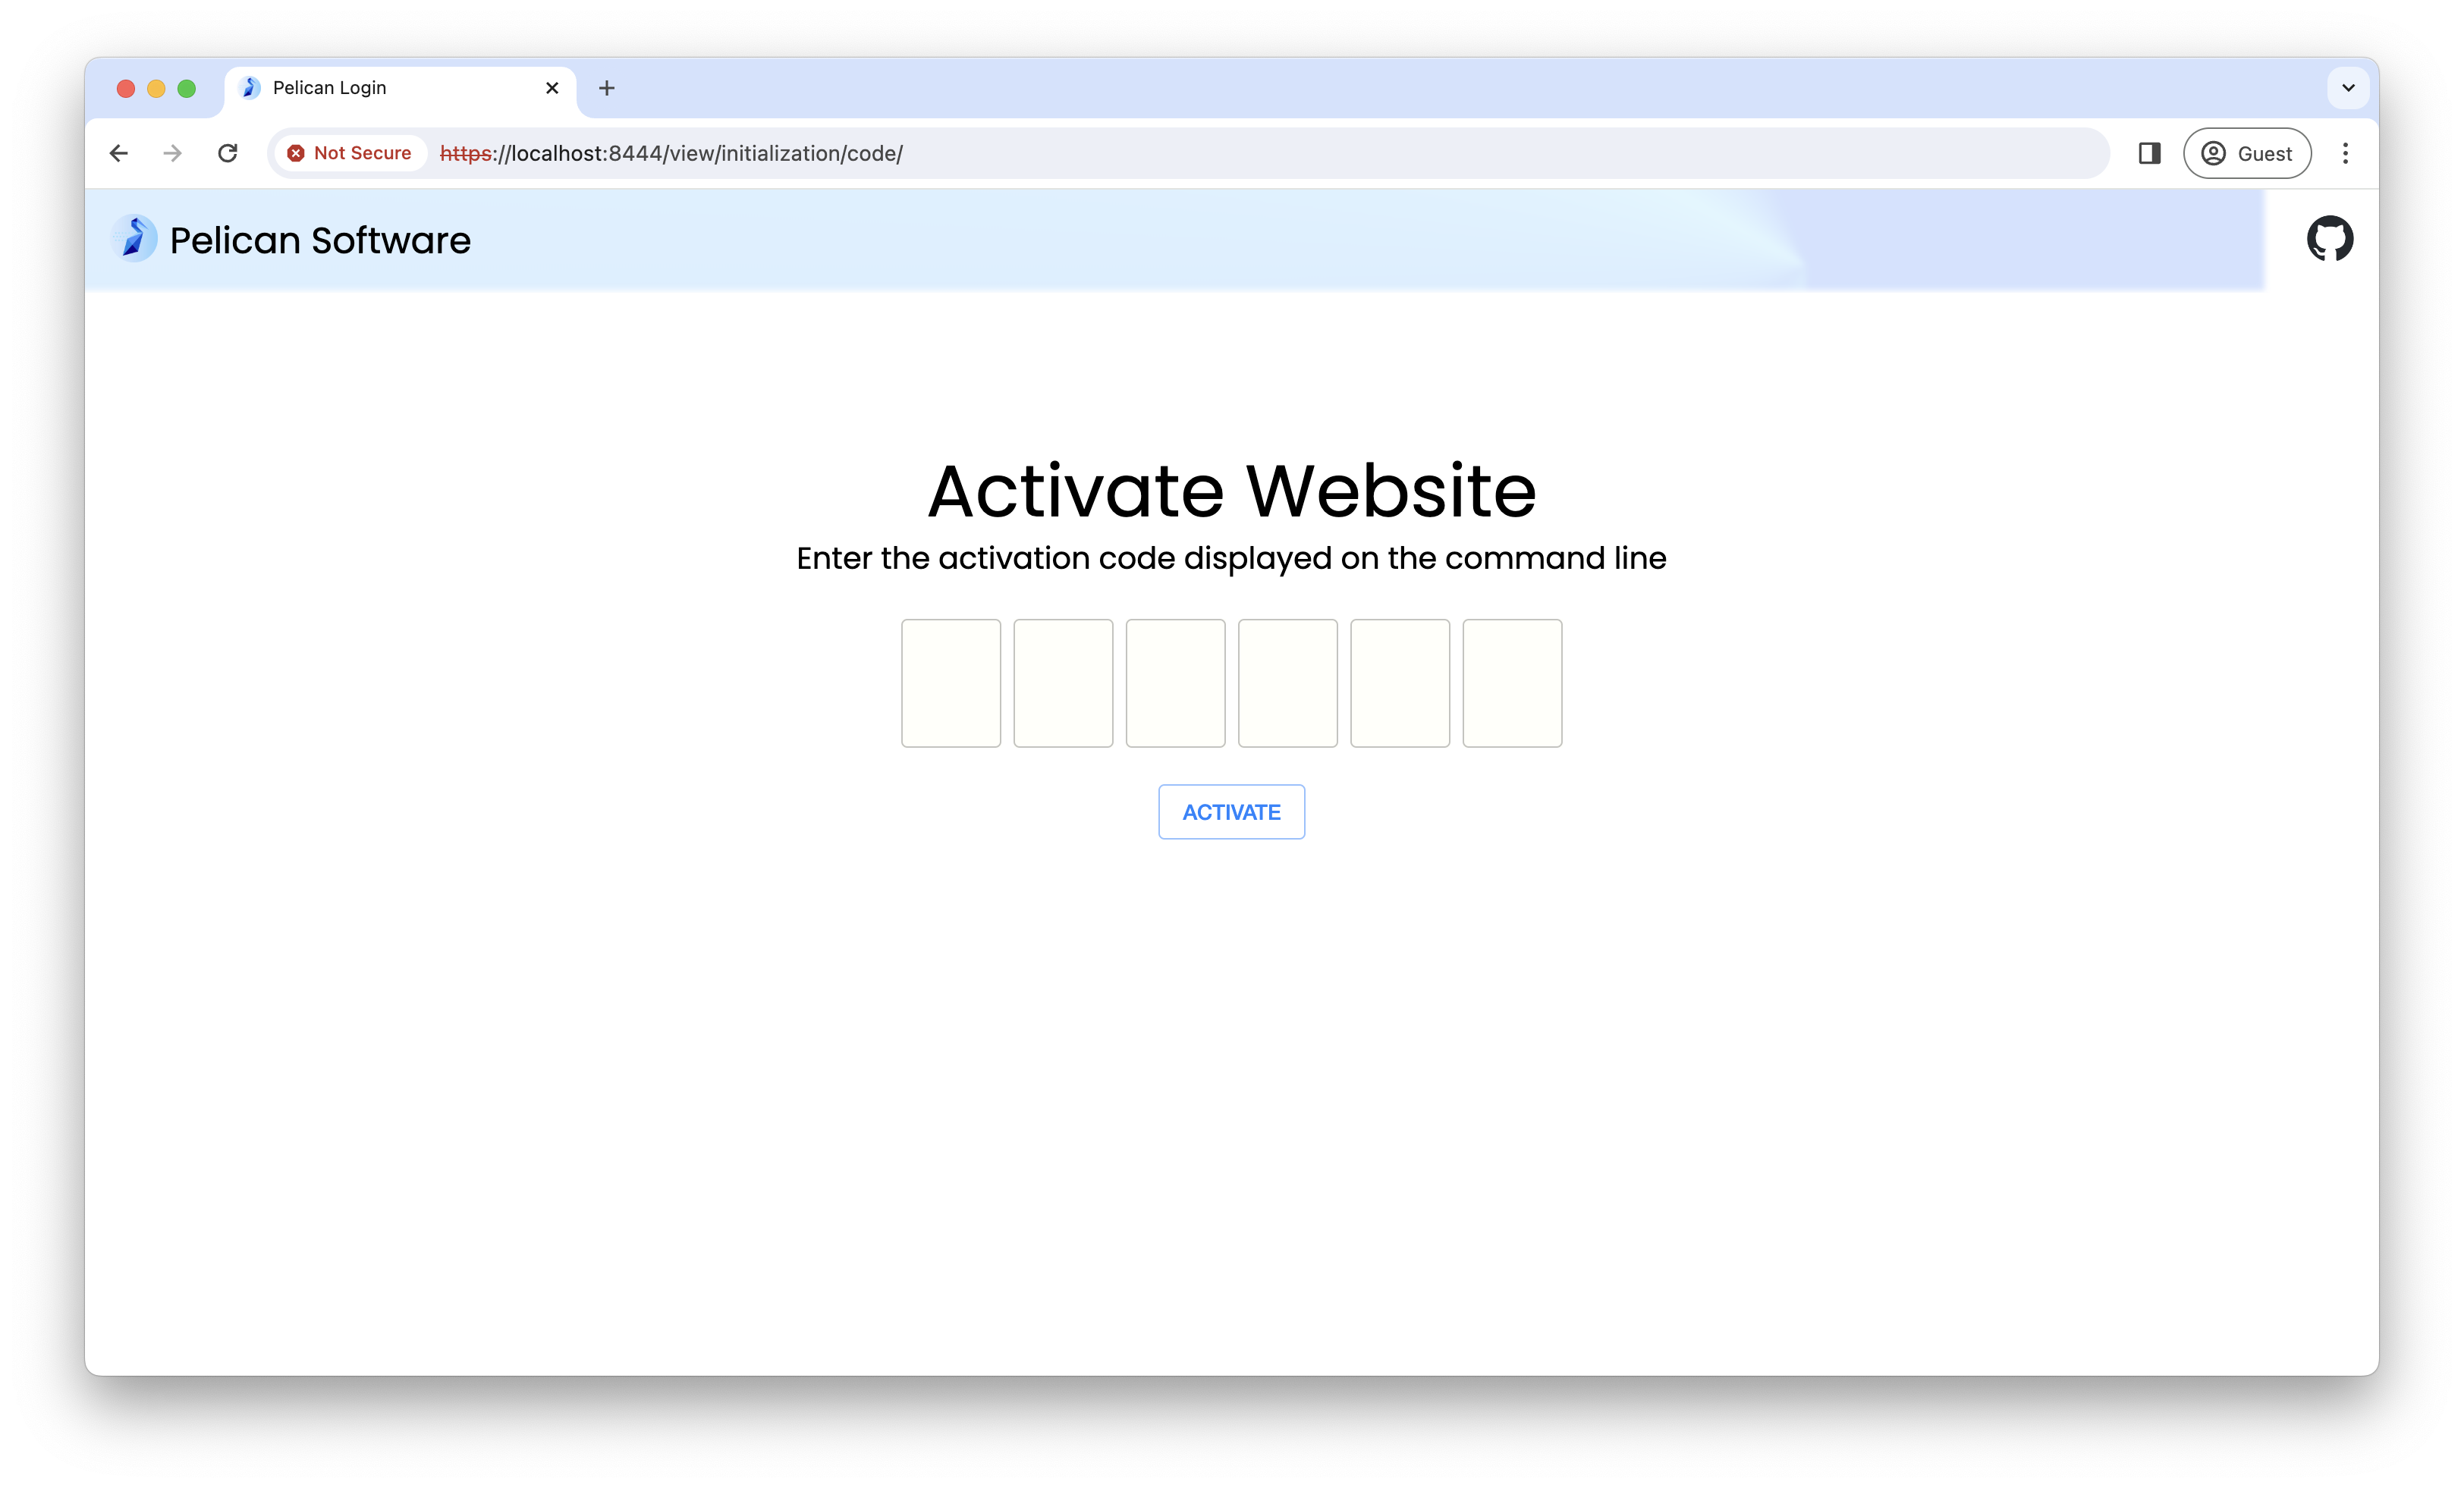 Pelican Login
Not Secure https://localhost:8444/view/initialization/code/
Guest
Pelican Software
Activate Website
Enter the activation code displayed on the command line
ACTIVATE